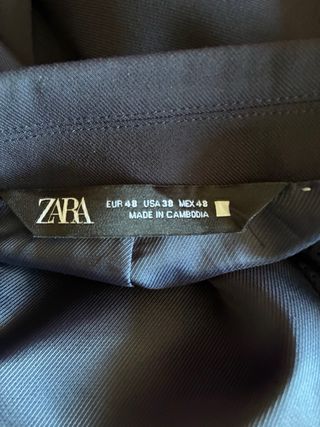 ZARA
EUR 48 USA 38 MEX 48
MADE IN CAMBODIA